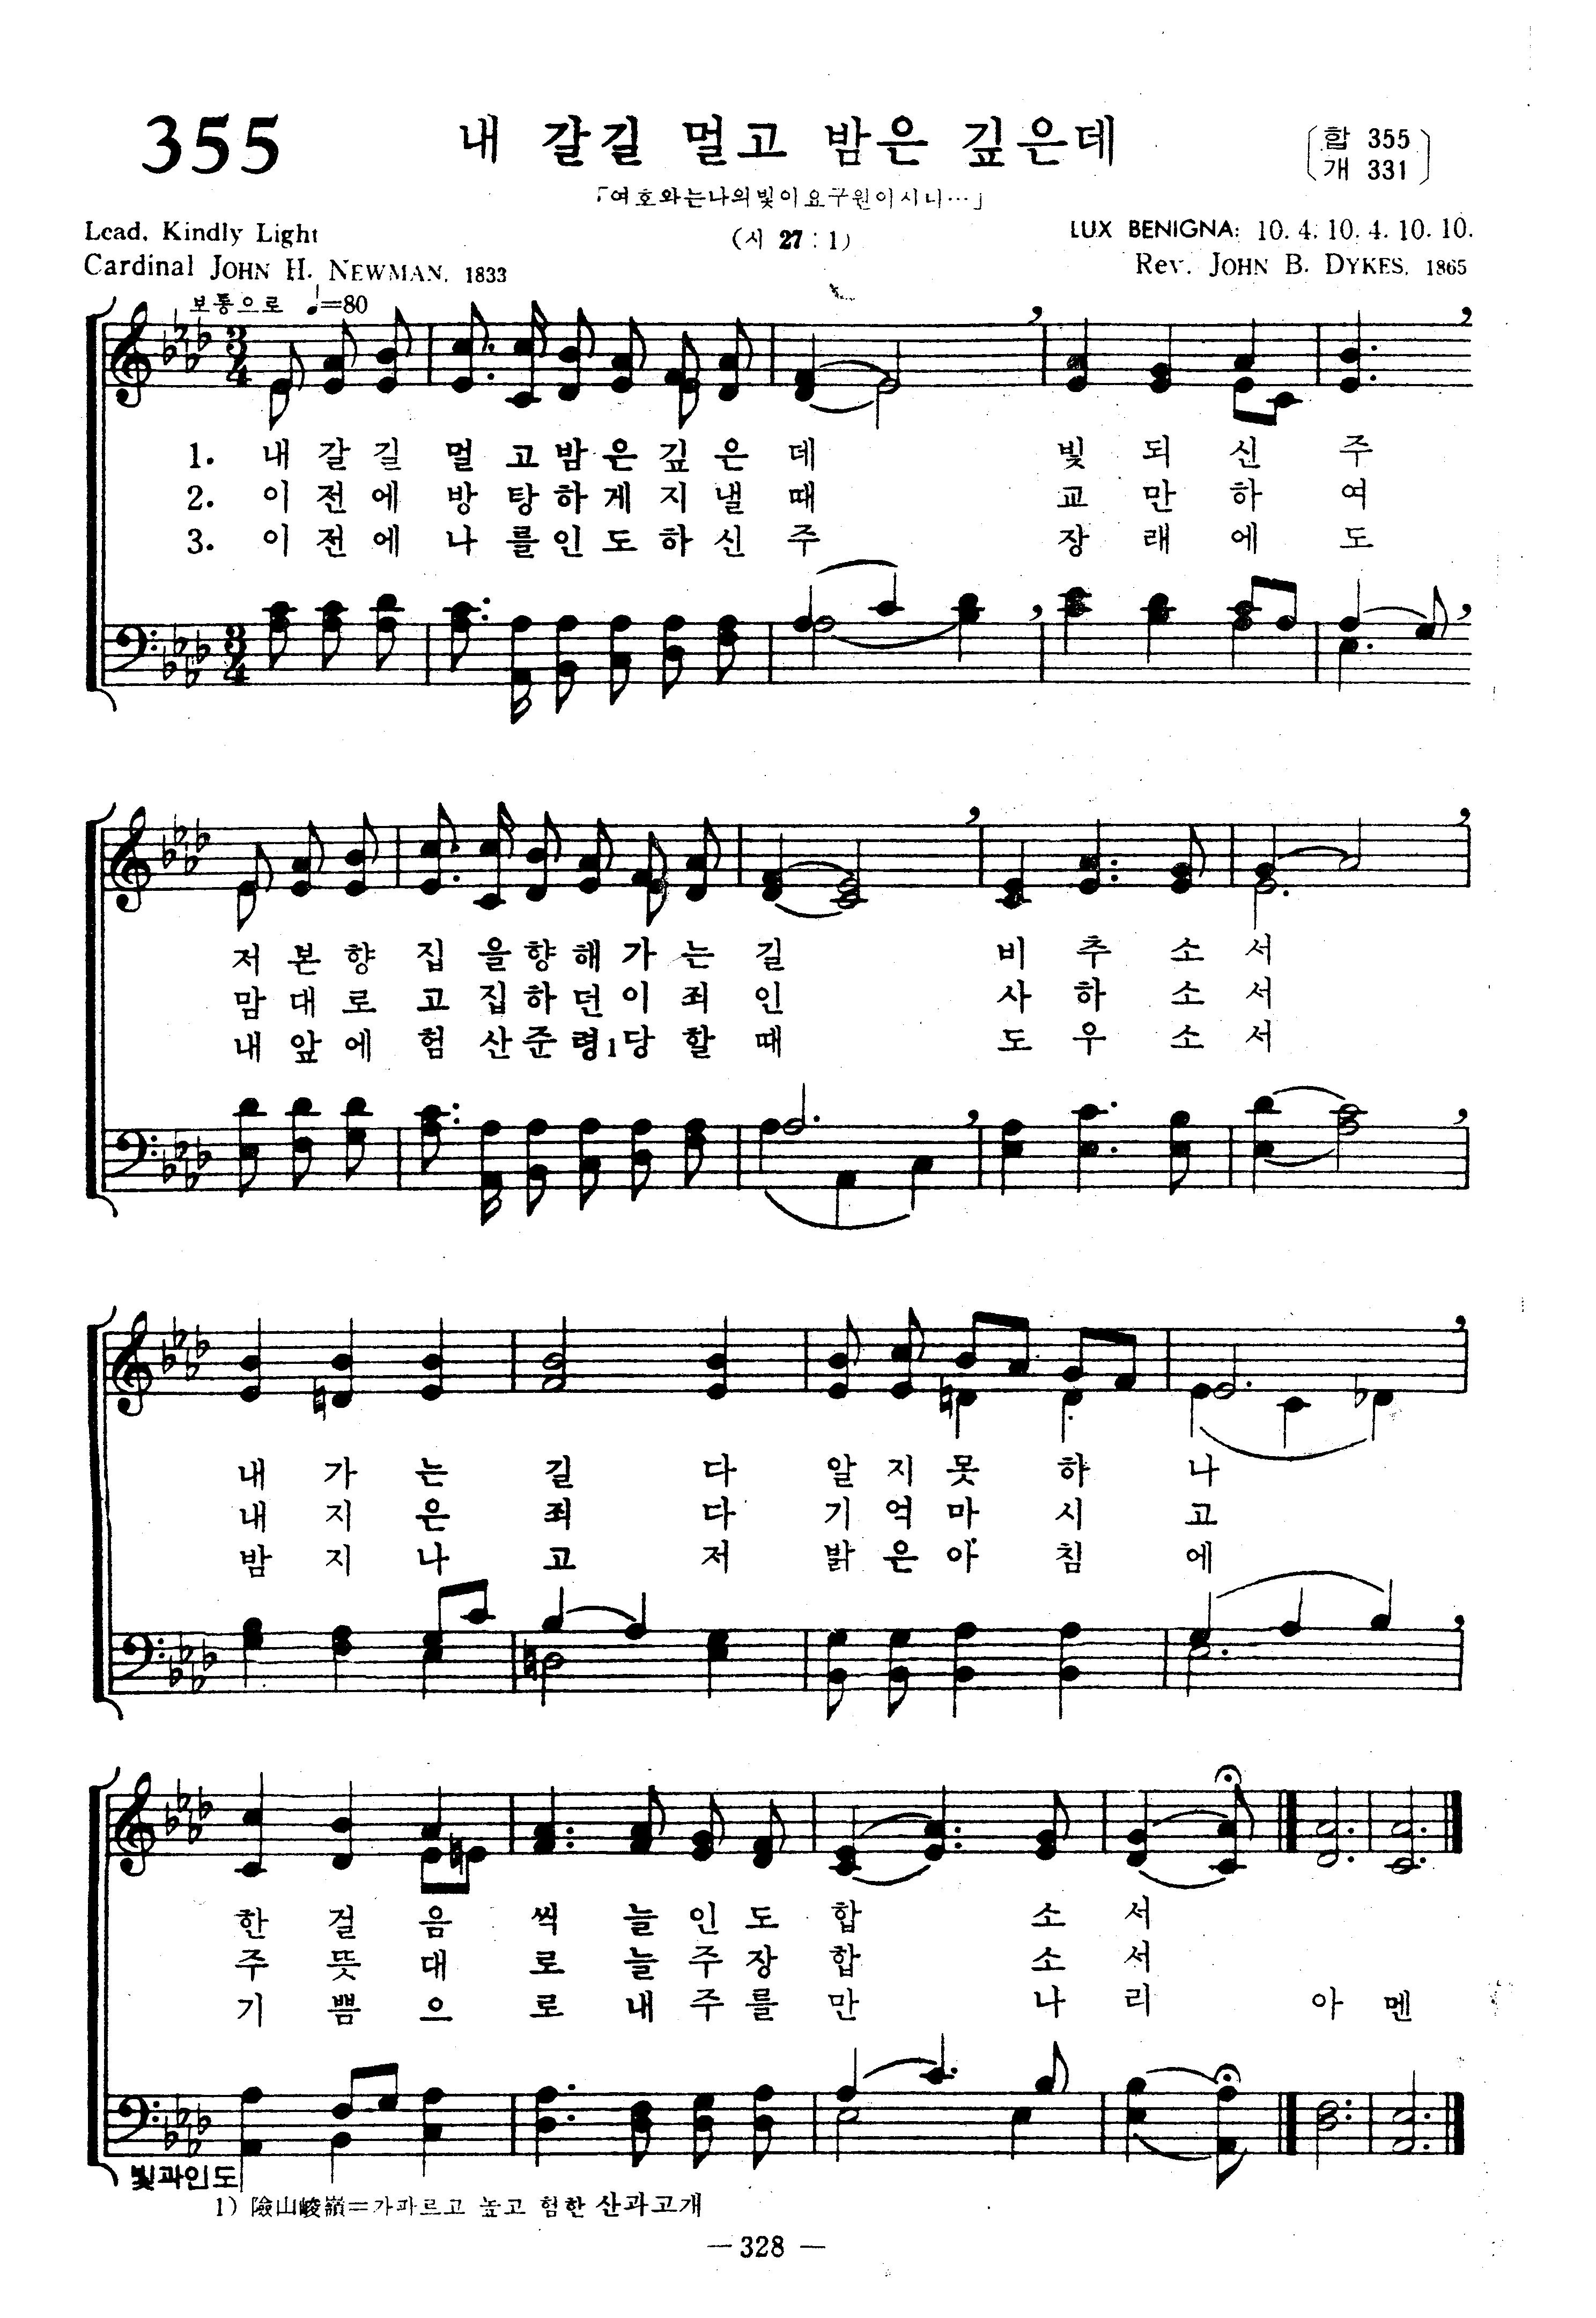 355
내 갈길 멀고 밤은 깊은데
(합 355
개 331)
「여호와는나의빛이요구원이시니…」
(시 27 : 1)
Lead, Kindly Light
Cardinal JOHN H. NEWMAN, 1833
LUX BENIGNA: 10. 4. 10. 4. 10. 10.
Rev. JOHN B. DYKES, 1865
보통으로 ♩=80
1. 내 갈 길 멀 고 밤 은 깊 은 데 빛 되 신 주
2. 이 전 에 방 탕 하 게 지 낼 때 교 만 하 여
3. 이 전 에 나 를 인 도 하 신 주 장 래 에 도
저 본 향 집 을 향 해 가 는 길 비 추 소 서
맘 대 로 고 집 하 던 이 죄 인 사 하 소 서
내 앞 에 험 산 준 령1 당 할 때 도 우 소 서
내 가 는 길 다 알 지 못 하 나
내 지 은 죄 다 기 억 마 시 고
밤 지 나 고 저 밝 은 아 침 에
한 걸 음 씩 늘 인 도 합 소 서
주 뜻 대 로 늘 주 장 합 소 서
기 쁨 으 로 내 주 를 만 나 리 아 멘
빛과인도
1) 險山峻嶺=가파르고 높고 험한 산과고개
— 328 —